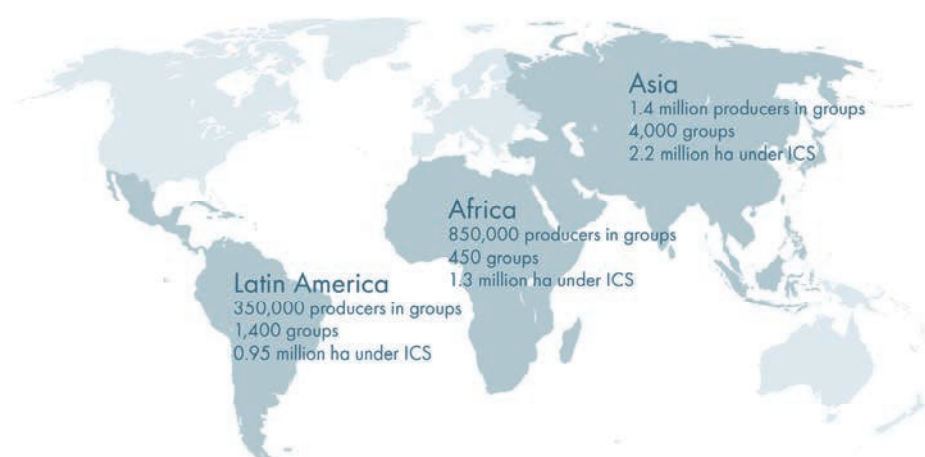 Asia
1.4 million producers in groups
4,000 groups
2.2 million ha under ICS
Africa
850,000 producers in groups
450 groups
1.3 million ha under ICS
Latin America
350,000 producers in groups
1,400 groups
0.95 million ha under ICS